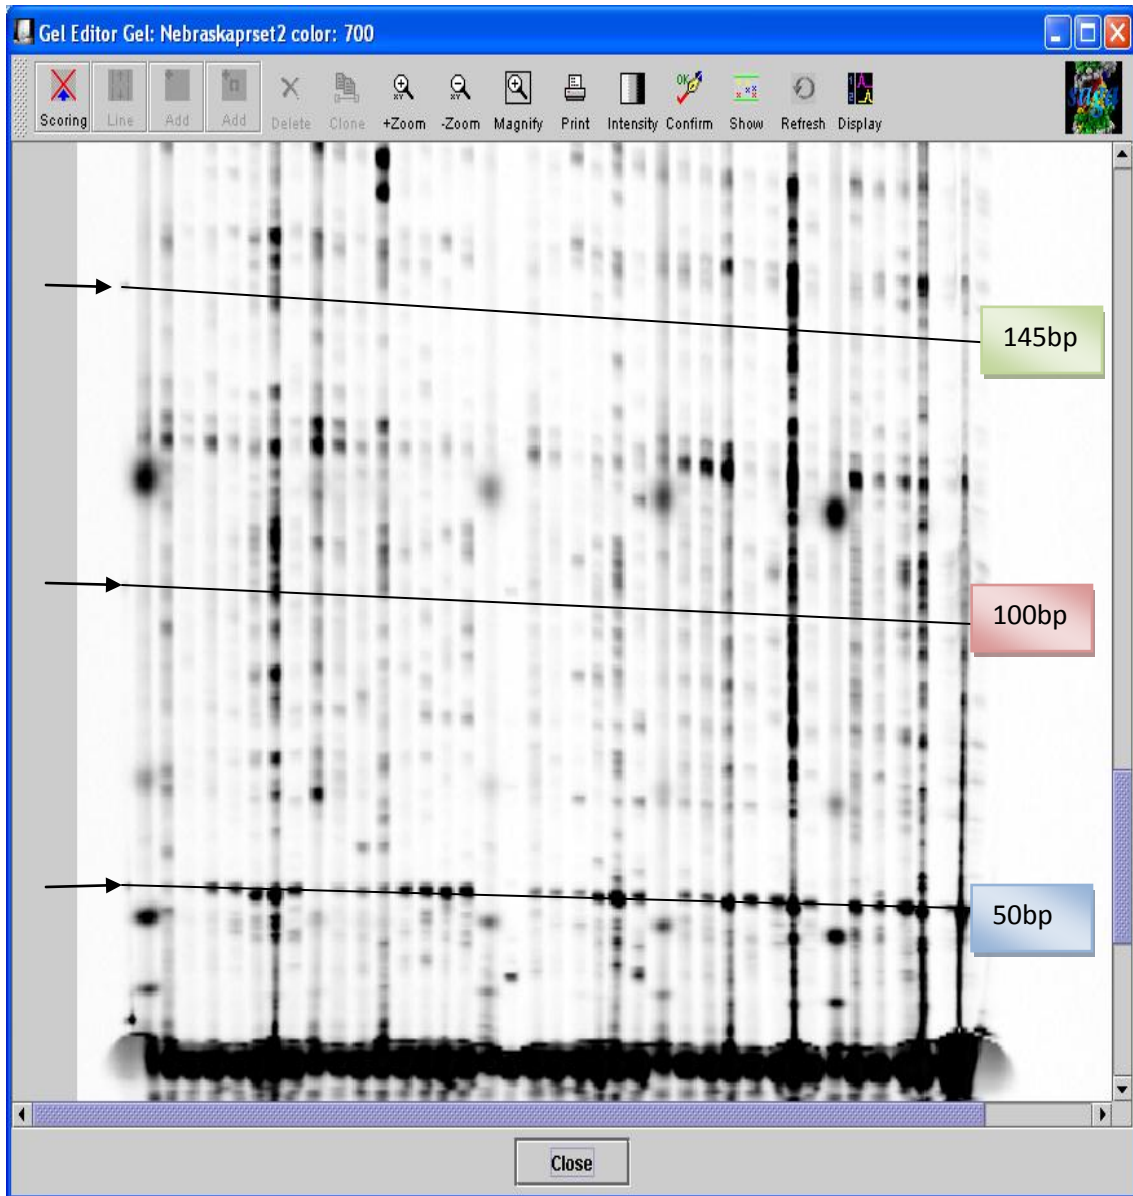 Gel Editor Gel: Nebraskaprset2 color: 700
Scoring Line Add Add Delete Clone +Zoom -Zoom Magnify Print Intensity Confirm Show Refresh Display
145bp
100bp
50bp
Close